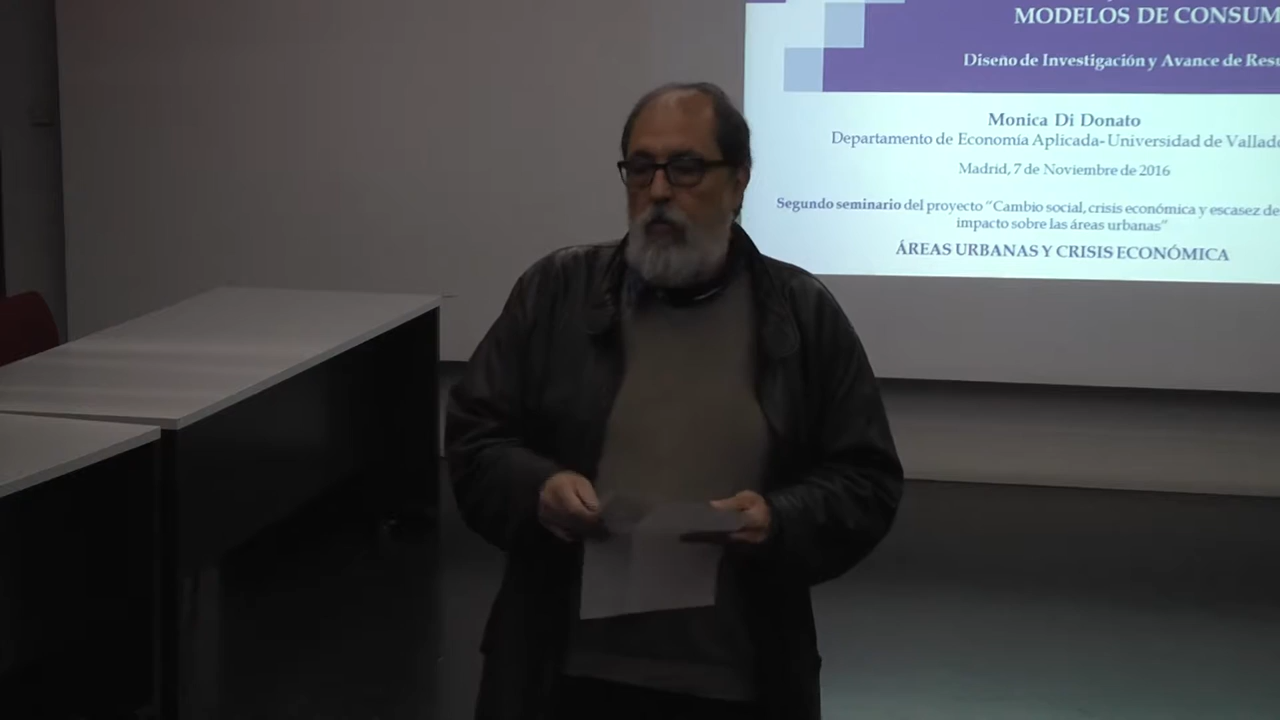 MODELOS DE CONSUM
Diseño de Investigación y Avance de Resu
Monica Di Donato
Departamento de Economía Aplicada- Universidad de Vallado
Madrid, 7 de Noviembre de 2016
Segundo seminario del proyecto "Cambio social, crisis económica y escasez de
impacto sobre las áreas urbanas"
ÁREAS URBANAS Y CRISIS ECONÓMICA